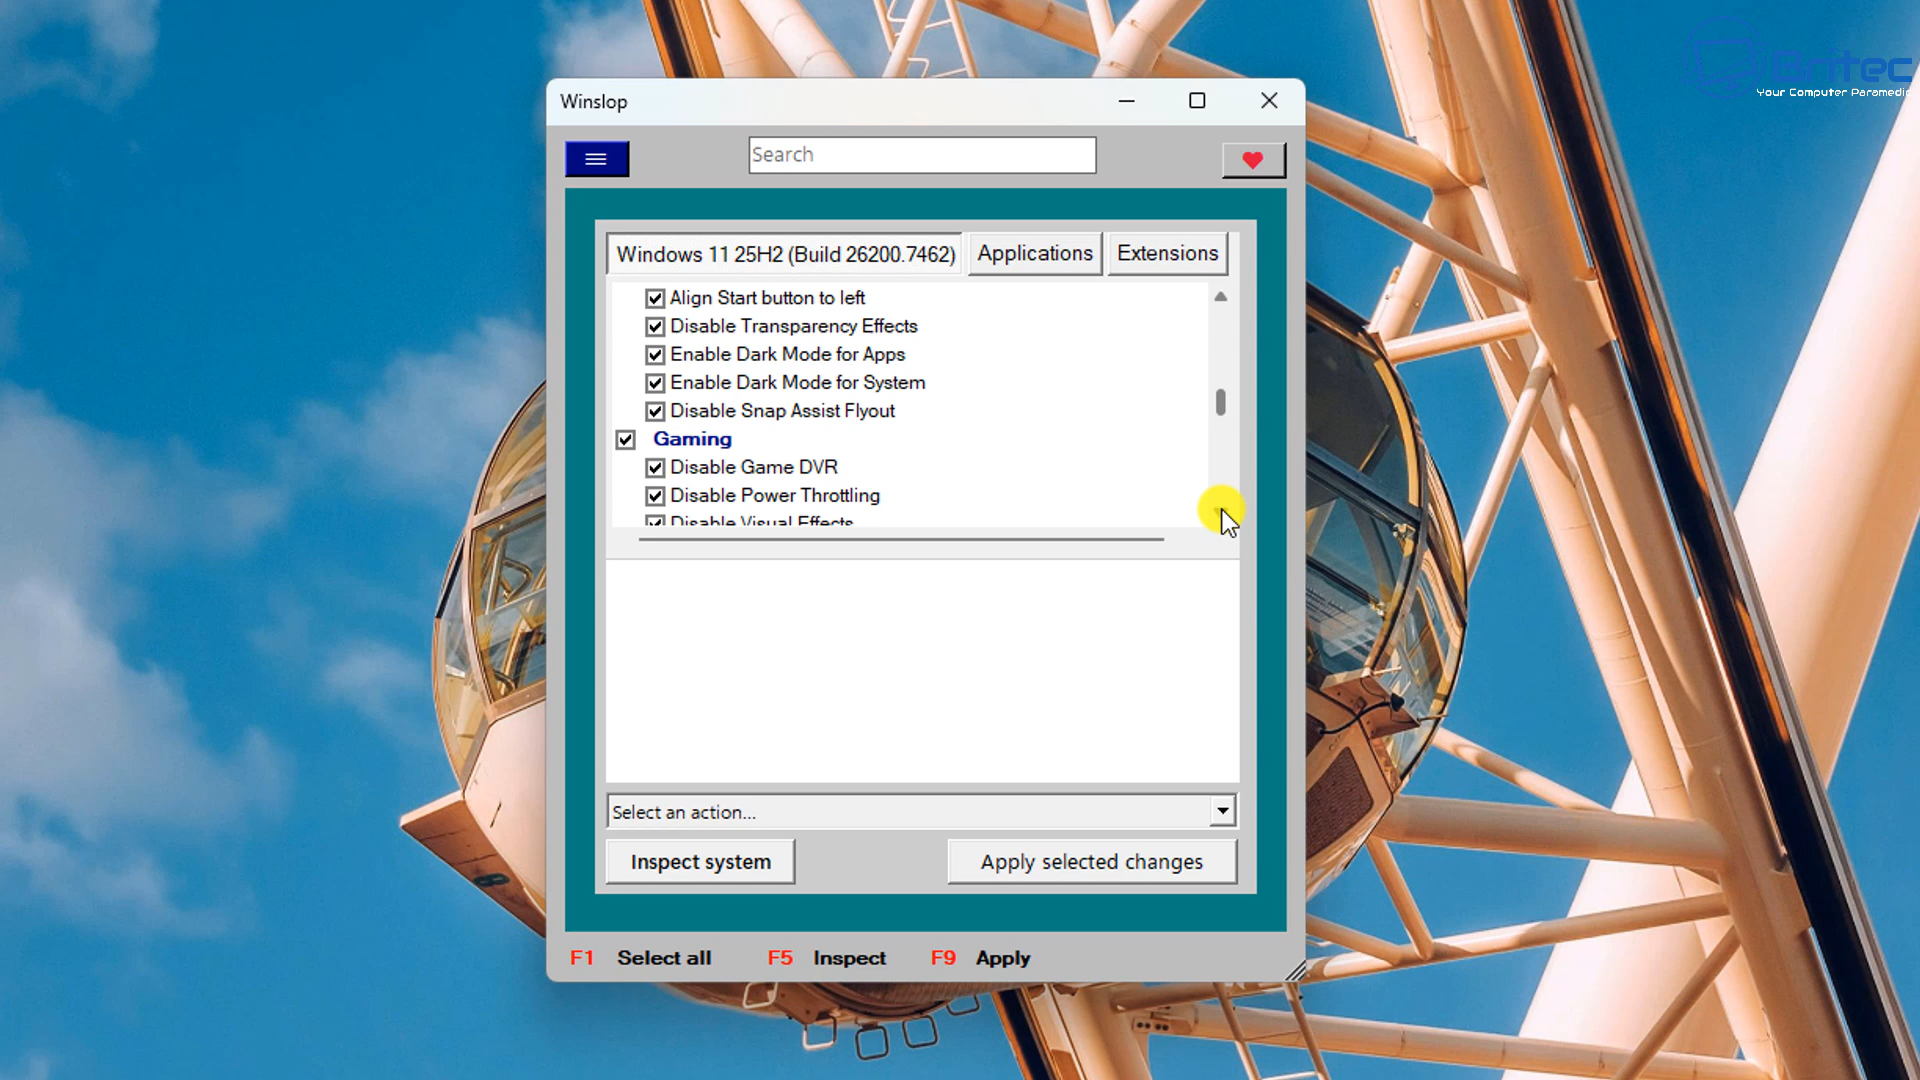 Britec
Your Computer Paramedic
Winslop
Search
Windows 11 25H2 (Build 26200.7462)
Applications
Extensions
Align Start button to left
Disable Transparency Effects
Enable Dark Mode for Apps
Enable Dark Mode for System
Disable Snap Assist Flyout
Gaming
Disable Game DVR
Disable Power Throttling
Disable Visual Effects
Select an action...
Inspect system
Apply selected changes
F1 Select all F5 Inspect F9 Apply